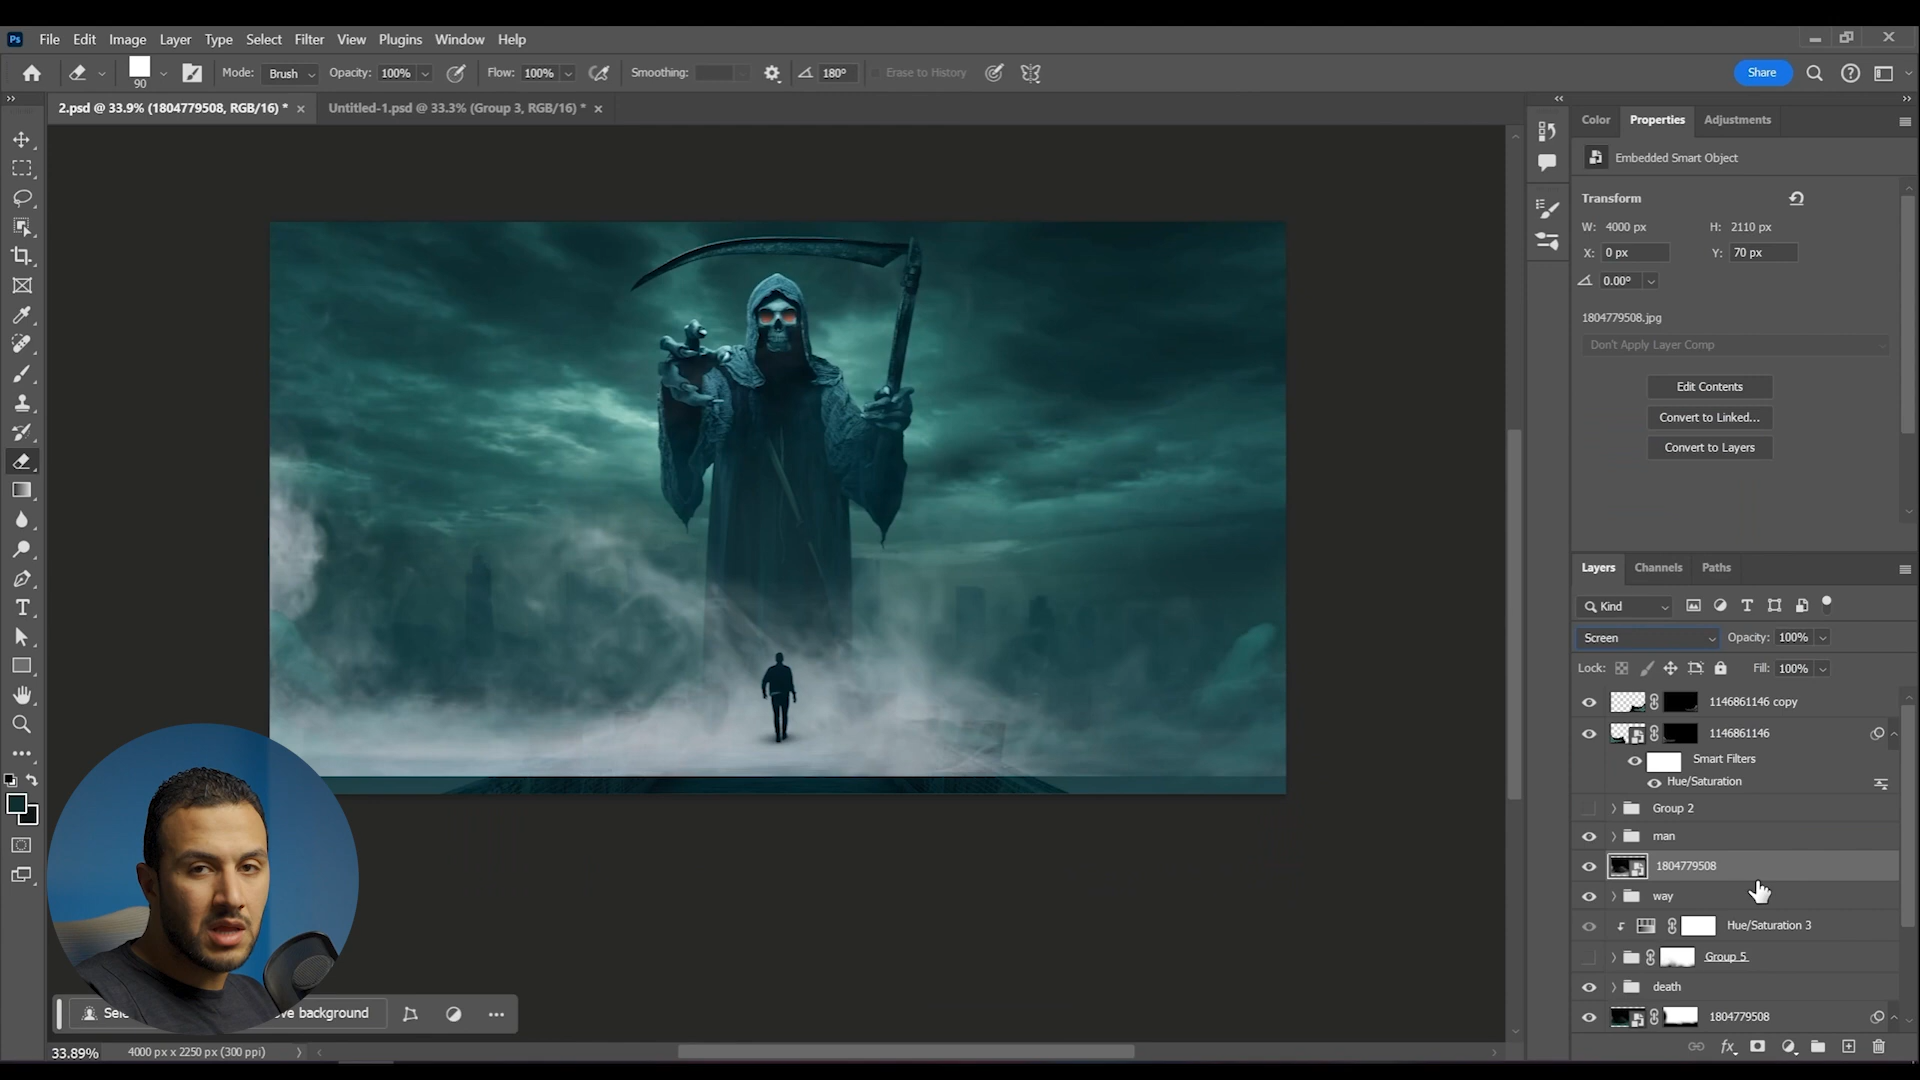 Ps File Edit Image Layer Type Select Filter View Plugins Window Help
90 Mode: Brush Opacity: 100% Flow: 100% Smoothing: 180° Erase to History Share
2.psd @ 33.9% (1804779508, RGB/16) * × Untitled-1.psd @ 33.3% (Group 3, RGB/16) * ×
Color Properties Adjustments
Embedded Smart Object
Transform
W: 4000 px H: 2110 px
X: 0 px Y: 70 px
0.00°
1804779508.jpg
Don't Apply Layer Comp
Edit Contents
Convert to Linked...
Convert to Layers
Layers Channels Paths
Kind
Screen Opacity: 100%
Lock: Fill: 100%
1146861146 copy
1146861146
Smart Filters
Hue/Saturation
Group 2
man
1804779508
way
Hue/Saturation 3
Group 5
death
1804779508
Sele ve background
33.89% 4000 px x 2250 px (300 ppi)
fx